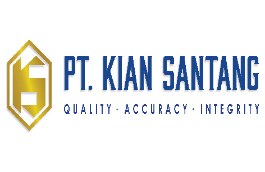 PT. KIAN SANTANG
QUALITY · ACCURACY · INTEGRITY